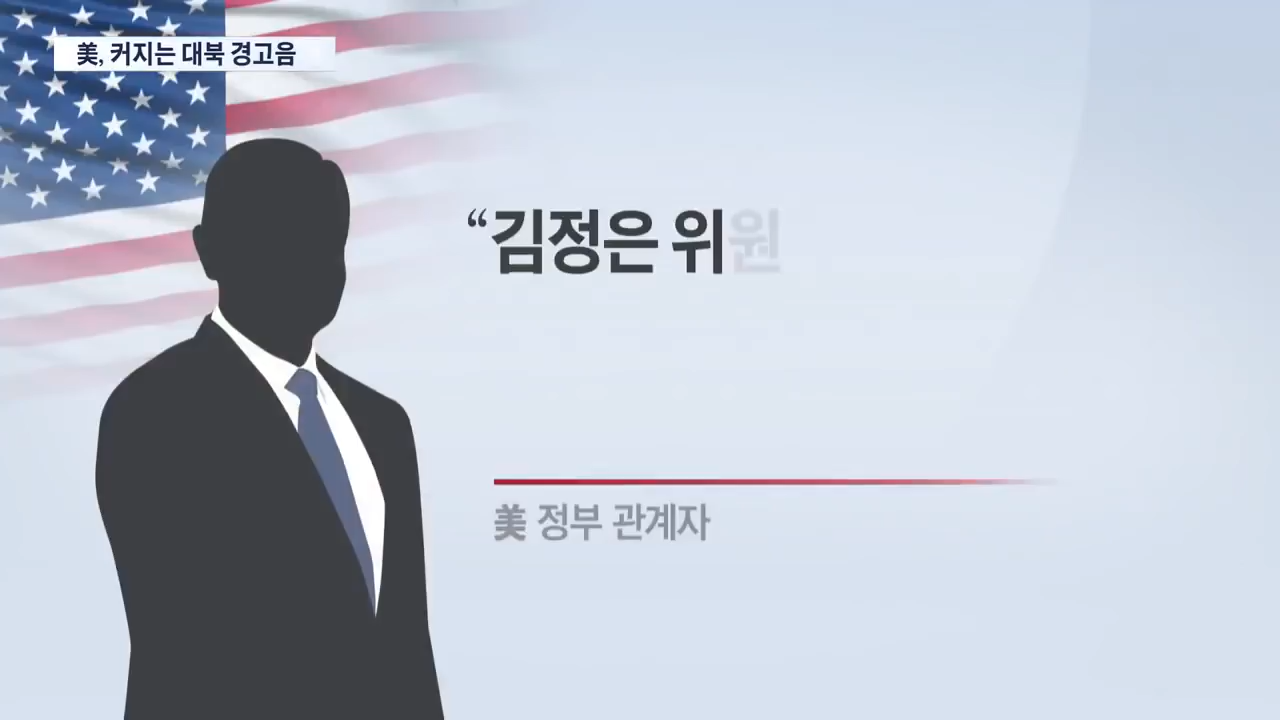 美, 커지는 대북 경고음
“김정은 위원
美 정부 관계자